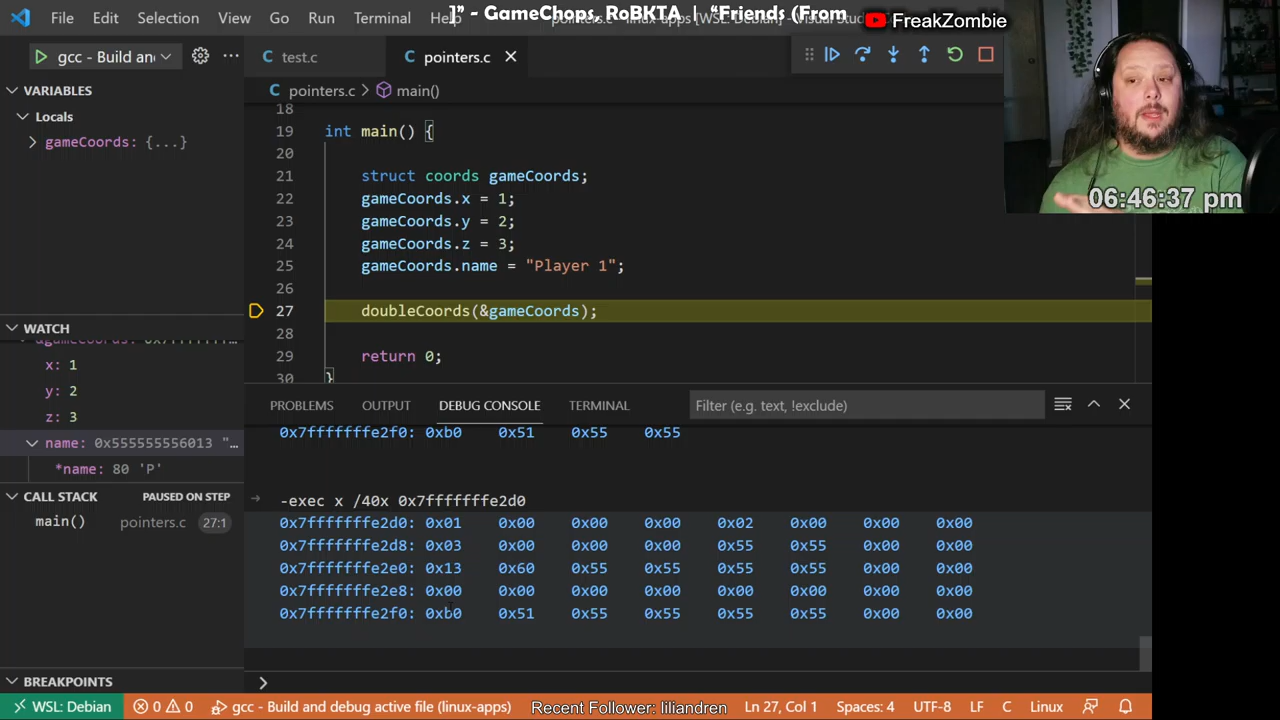 ]” - GameChops, RoBKTA | “Friends (From
FreakZombie
File Edit Selection View Go Run Terminal Help
gcc - Build and
test.c
pointers.c
06:46:37 pm
VARIABLES
Locals
gameCoords: {...}
WATCH
x: 1
y: 2
z: 3
name: 0x555555556013 "…
*name: 80 'P'
CALL STACK PAUSED ON STEP
main() pointers.c 27:1
BREAKPOINTS
pointers.c > main()
18
19 int main() {
20
21 struct coords gameCoords;
22 gameCoords.x = 1;
23 gameCoords.y = 2;
24 gameCoords.z = 3;
25 gameCoords.name = "Player 1";
26
27 doubleCoords(&gameCoords);
28
29 return 0;
30 }
PROBLEMS OUTPUT DEBUG CONSOLE TERMINAL
Filter (e.g. text, !exclude)
0x7fffffffe2f0: 0xb0 0x51 0x55 0x55
-exec x /40x 0x7fffffffe2d0
0x7fffffffe2d0: 0x01 0x00 0x00 0x00 0x02 0x00 0x00 0x00
0x7fffffffe2d8: 0x03 0x00 0x00 0x00 0x55 0x55 0x00 0x00
0x7fffffffe2e0: 0x13 0x60 0x55 0x55 0x55 0x55 0x00 0x00
0x7fffffffe2e8: 0x00 0x00 0x00 0x00 0x00 0x00 0x00 0x00
0x7fffffffe2f0: 0xb0 0x51 0x55 0x55 0x55 0x55 0x00 0x00
WSL: Debian
0 0
gcc - Build and debug active file (linux-apps)
Recent Follower: liliandren
Ln 27, Col 1 Spaces: 4 UTF-8 LF C Linux